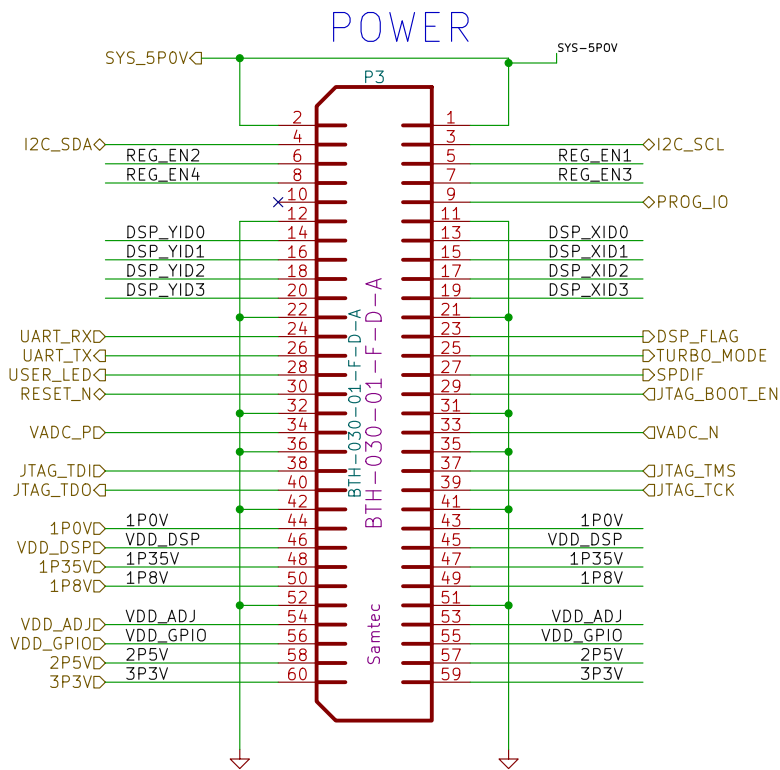 POWER
SYS_5P0V
SYS-5P0V
P3
2 1
I2C_SDA 4 3 I2C_SCL
REG_EN2 6 5 REG_EN1
REG_EN4 8 7 REG_EN3
10 9 PROG_IO
12 11
DSP_YID0 14 13 DSP_XID0
DSP_YID1 16 15 DSP_XID1
DSP_YID2 18 17 DSP_XID2
DSP_YID3 20 19 DSP_XID3
22 21
UART_RX 24 23 DSP_FLAG
UART_TX 26 25 TURBO_MODE
USER_LED 28 27 SPDIF
RESET_N 30 29 JTAG_BOOT_EN
32 31
VADC_P 34 33 VADC_N
36 35
JTAG_TDI 38 37 JTAG_TMS
JTAG_TDO 40 39 JTAG_TCK
42 41
1P0V 1P0V 44 43 1P0V
VDD_DSP VDD_DSP 46 45 VDD_DSP
1P35V 1P35V 48 47 1P35V
1P8V 1P8V 50 49 1P8V
52 51
VDD_ADJ VDD_ADJ 54 53 VDD_ADJ
VDD_GPIO VDD_GPIO 56 55 VDD_GPIO
2P5V 2P5V 58 57 2P5V
3P3V 3P3V 60 59 3P3V
BTH-030-01-F-D-A
BTH-030-01-F-D-A
Samtec